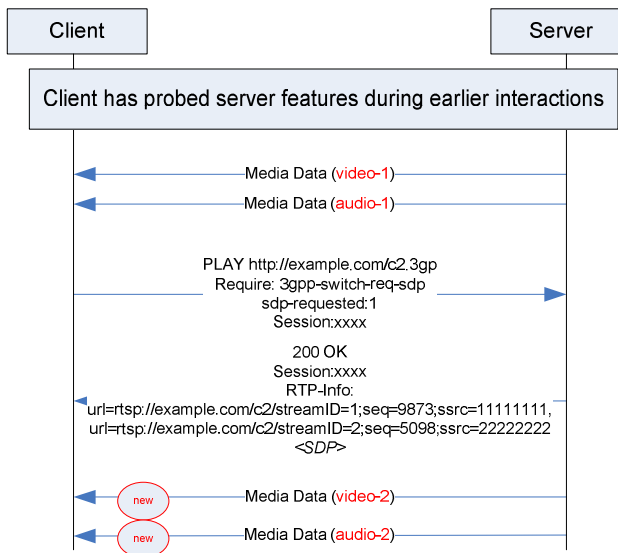 Client
Server
Client has probed server features during earlier interactions
Media Data (video-1)
Media Data (audio-1)
PLAY http://example.com/c2.3gp
Require: 3gpp-switch-req-sdp
sdp-requested:1
Session:xxxx
200 OK
Session:xxxx
RTP-Info:
url=rtsp://example.com/c2/streamID=1;seq=9873;ssrc=11111111,
url=rtsp://example.com/c2/streamID=2;seq=5098;ssrc=22222222
<SDP>
new
Media Data (video-2)
new
Media Data (audio-2)